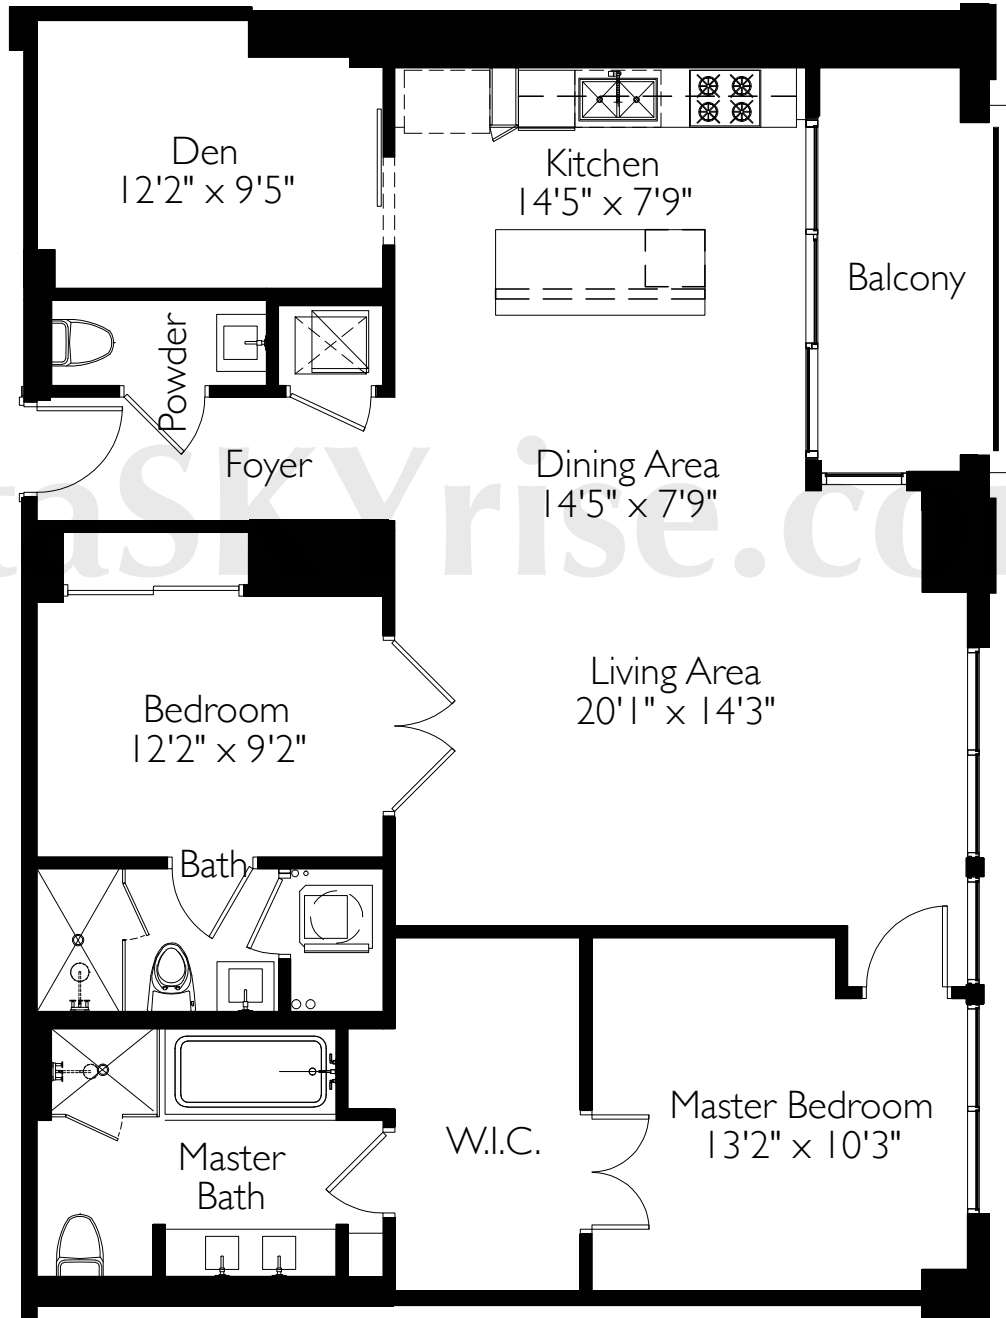 Den
12'2" x 9'5"
Kitchen
14'5" x 7'9"
Balcony
Powder
Foyer
Dining Area
14'5" x 7'9"
taSKYrise.co
Living Area
20'1" x 14'3"
Bedroom
12'2" x 9'2"
Bath
Master Bedroom
13'2" x 10'3"
W.I.C.
Master
Bath